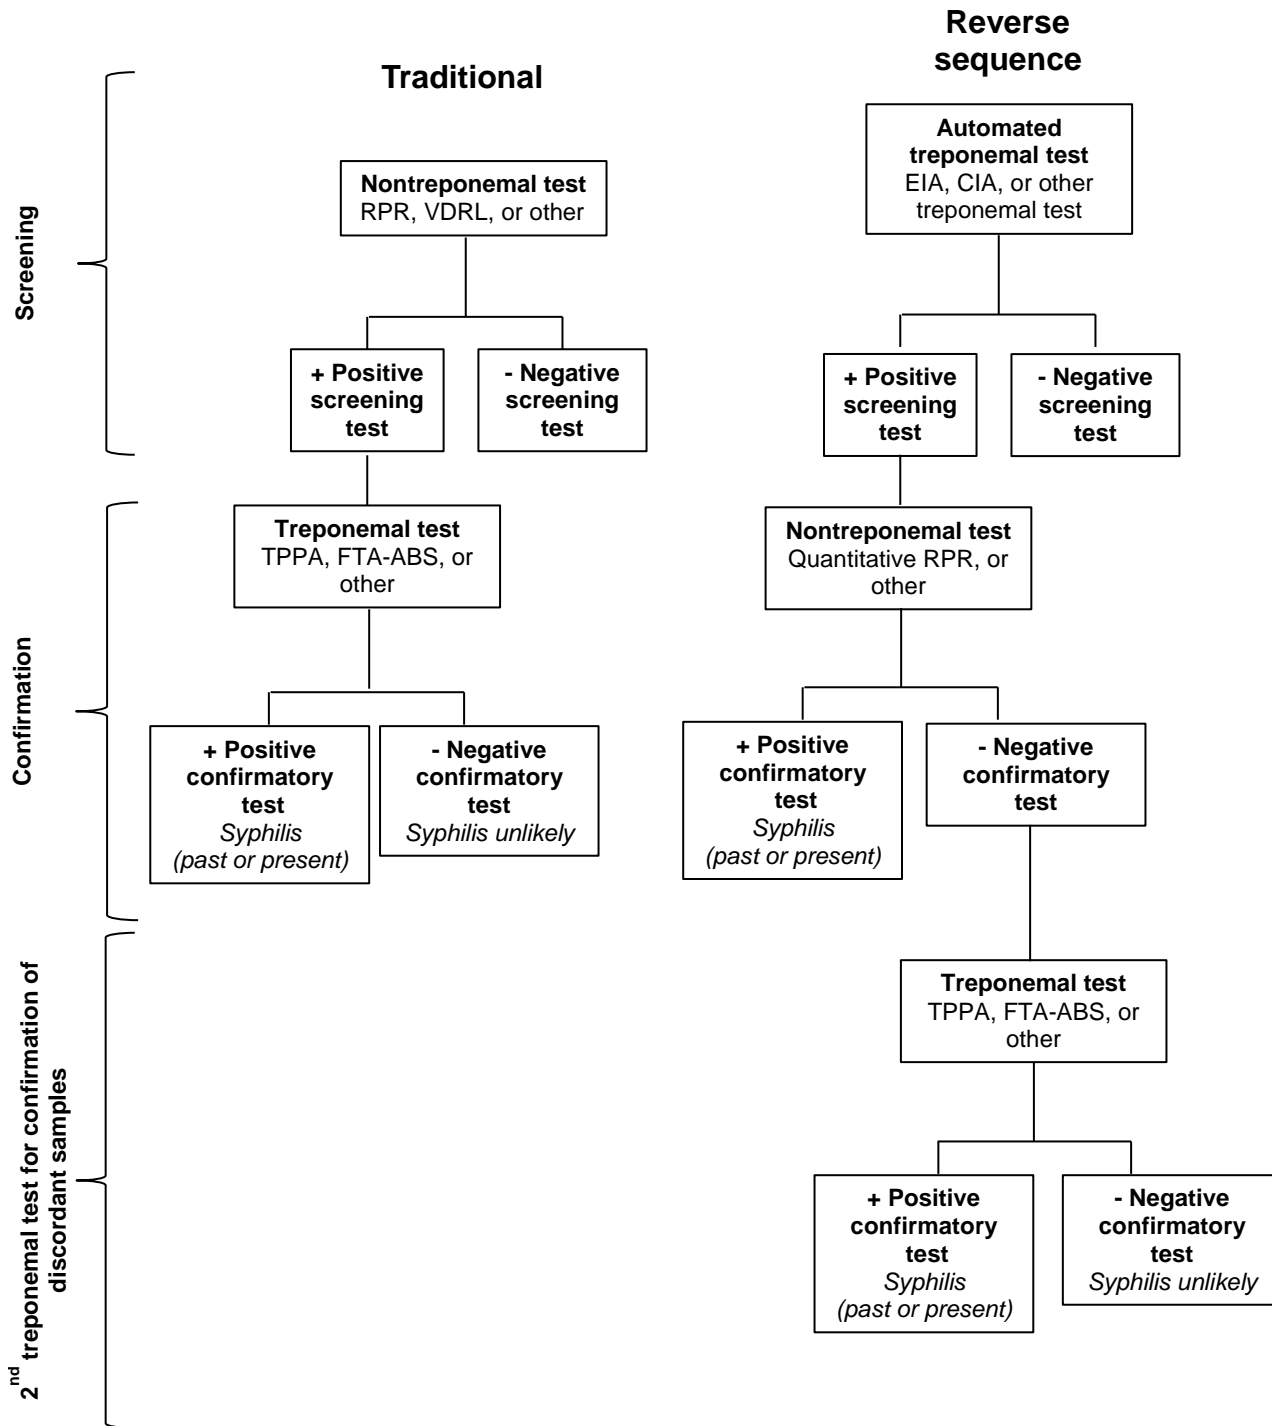 Traditional
Reverse
sequence
Screening
Nontreponemal test
RPR, VDRL, or other
+ Positive
screening
test
- Negative
screening
test
Automated
treponemal test
EIA, CIA, or other
treponemal test
+ Positive
screening
test
- Negative
screening
test
Confirmation
Treponemal test
TPPA, FTA-ABS, or
other
+ Positive
confirmatory
test
Syphilis
(past or present)
- Negative
confirmatory
test
Syphilis unlikely
Nontreponemal test
Quantitative RPR, or
other
+ Positive
confirmatory
test
Syphilis
(past or present)
- Negative
confirmatory
test
2nd treponemal test for confirmation of
discordant samples
Treponemal test
TPPA, FTA-ABS, or
other
+ Positive
confirmatory
test
Syphilis
(past or present)
- Negative
confirmatory
test
Syphilis unlikely